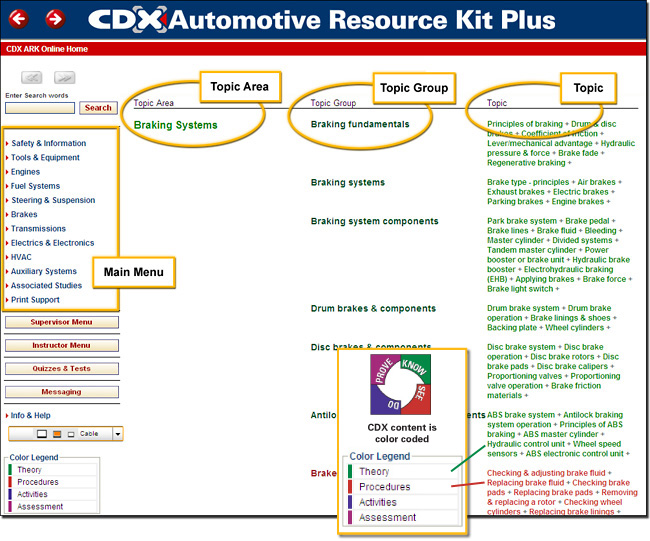 CDX Automotive Resource Kit Plus
CDX ARK Online Home
Enter Search words
Search
Safety & Information
Tools & Equipment
Engines
Fuel Systems
Steering & Suspension
Brakes
Transmissions
Electrics & Electronics
HVAC
Auxiliary Systems
Associated Studies
Print Support
Main Menu
Supervisor Menu
Instructor Menu
Quizzes & Tests
Messaging
Info & Help
Cable
Color Legend
Theory
Procedures
Activities
Assessment
Topic Area
Topic Area
Braking Systems
Topic Group
Topic Group
Topic
Topic
Braking fundamentals
Principles of braking + Drum & disc
brakes + Coefficient of friction +
Lever/mechanical advantage + Hydraulic
pressure & force + Brake fade +
Regenerative braking +
Braking systems
Brake type - principles + Air brakes +
Exhaust brakes + Electric brakes +
Parking brakes + Engine brakes +
Braking system components
Park brake system + Brake pedal +
Brake lines + Brake fluid + Bleeding +
Master cylinder + Divided systems +
Tandem master cylinder + Power
booster or brake unit + Hydraulic brake
booster + Electrohydraulic braking
(EHB) + Applying brakes + Brake force +
Brake light switch +
Drum brakes & components
Drum brake system + Drum brake
operation + Brake linings & shoes +
Backing plate + Wheel cylinders +
Disc brakes & components
Disc brake system + Disc brake
operation + Disc brake rotors + Disc
brake pads + Disc brake calipers +
Proportioning valves + Proportioning
valve operation + Brake friction
materials +
Antilo
ents
ABS brake system + Antilock braking
system operation + Principles of ABS
braking + ABS master cylinder +
Hydraulic control unit + Wheel speed
sensors + ABS electronic control unit +
Brake
Checking & adjusting brake fluid +
Replacing brake fluid + Checking brake
pads + Replacing brake pads + Removing
& replacing a rotor + Checking wheel
cylinders + Replacing brake linings +
PROVE KNOW
DO SEE
CDX content is
color coded
Color Legend
Theory
Procedures
Activities
Assessment